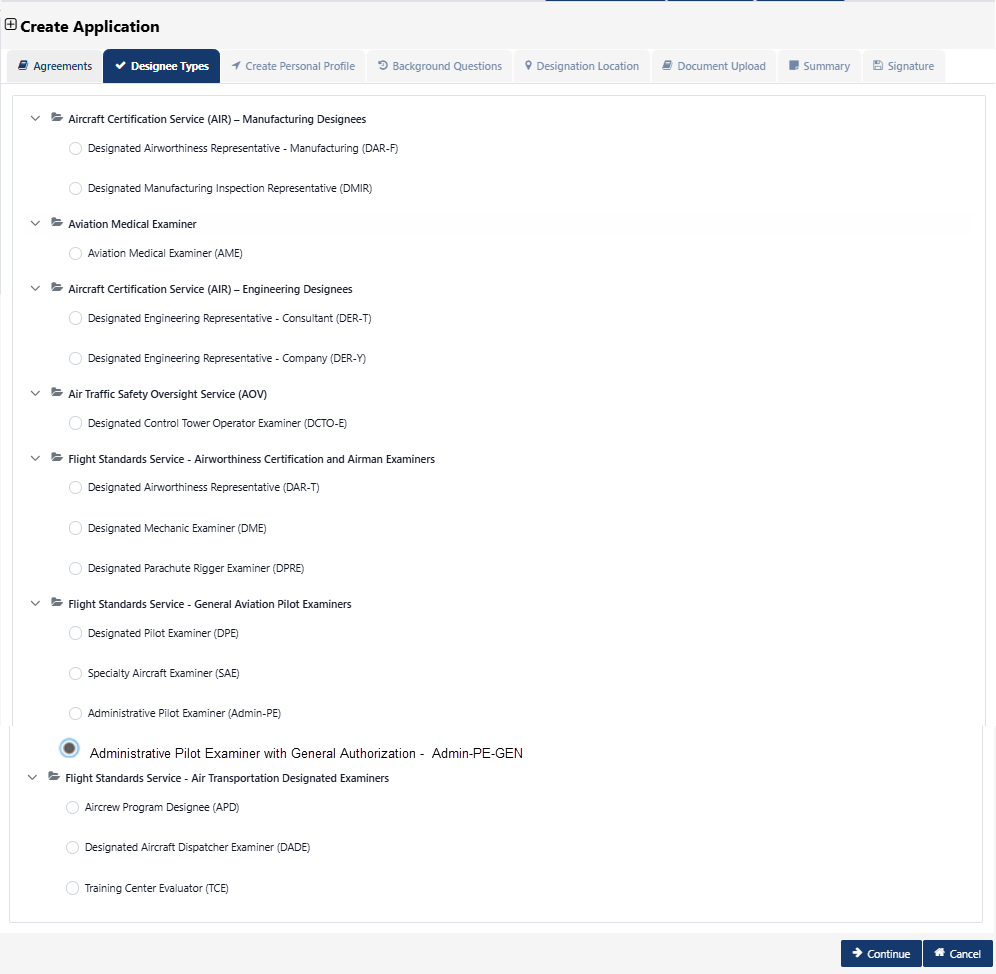 Create Application
Agreements Designee Types Create Personal Profile Background Questions Designation Location Document Upload Summary Signature
Aircraft Certification Service (AIR) – Manufacturing Designees
Designated Airworthiness Representative - Manufacturing (DAR-F)
Designated Manufacturing Inspection Representative (DMIR)
Aviation Medical Examiner
Aviation Medical Examiner (AME)
Aircraft Certification Service (AIR) – Engineering Designees
Designated Engineering Representative - Consultant (DER-T)
Designated Engineering Representative - Company (DER-Y)
Air Traffic Safety Oversight Service (AOV)
Designated Control Tower Operator Examiner (DCTO-E)
Flight Standards Service - Airworthiness Certification and Airman Examiners
Designated Airworthiness Representative (DAR-T)
Designated Mechanic Examiner (DME)
Designated Parachute Rigger Examiner (DPRE)
Flight Standards Service - General Aviation Pilot Examiners
Designated Pilot Examiner (DPE)
Specialty Aircraft Examiner (SAE)
Administrative Pilot Examiner (Admin-PE)
Administrative Pilot Examiner with General Authorization - Admin-PE-GEN
Flight Standards Service - Air Transportation Designated Examiners
Aircrew Program Designee (APD)
Designated Aircraft Dispatcher Examiner (DADE)
Training Center Evaluator (TCE)
Continue Cancel